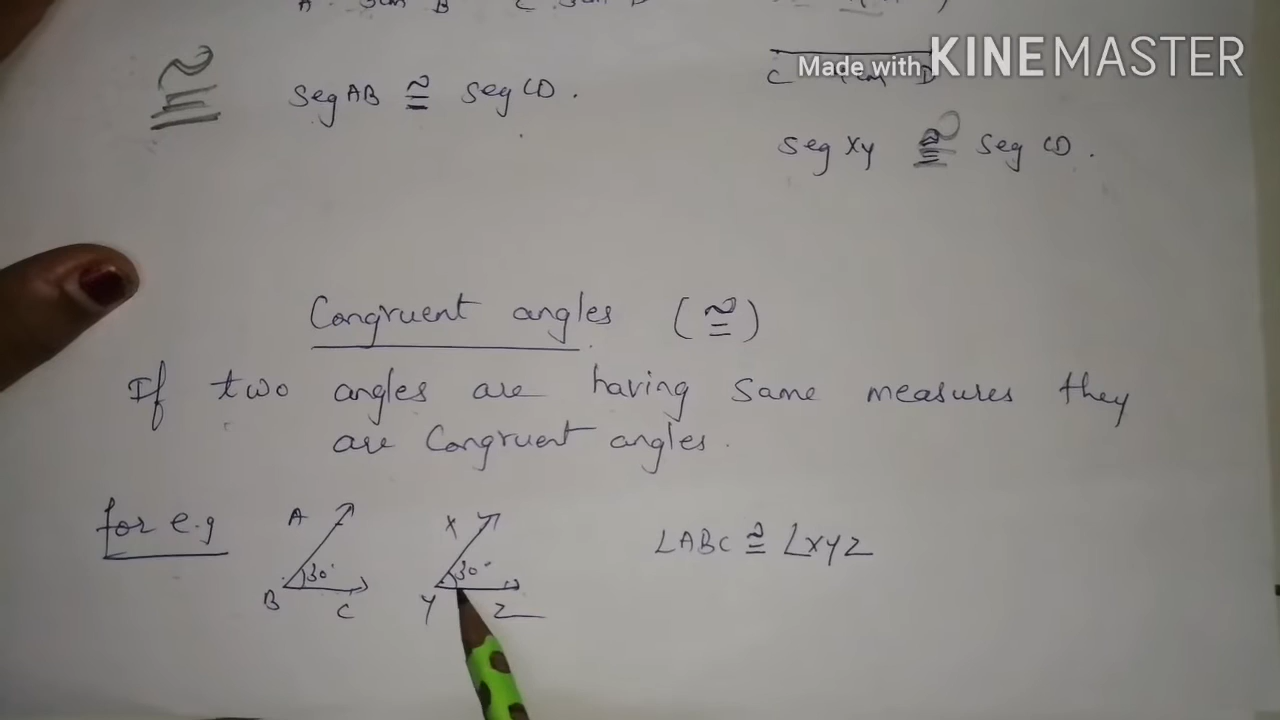 A B C D
≅ seg AB ≅ seg CD.
Made with KINEMASTER
C D
seg XY ≅ seg CD.
Congruent angles (≅)
If two angles are having same measures they
are Congruent angles.
for e.g
A X
30° 30°
B C Y Z
∠ABC ≅ ∠XYZ